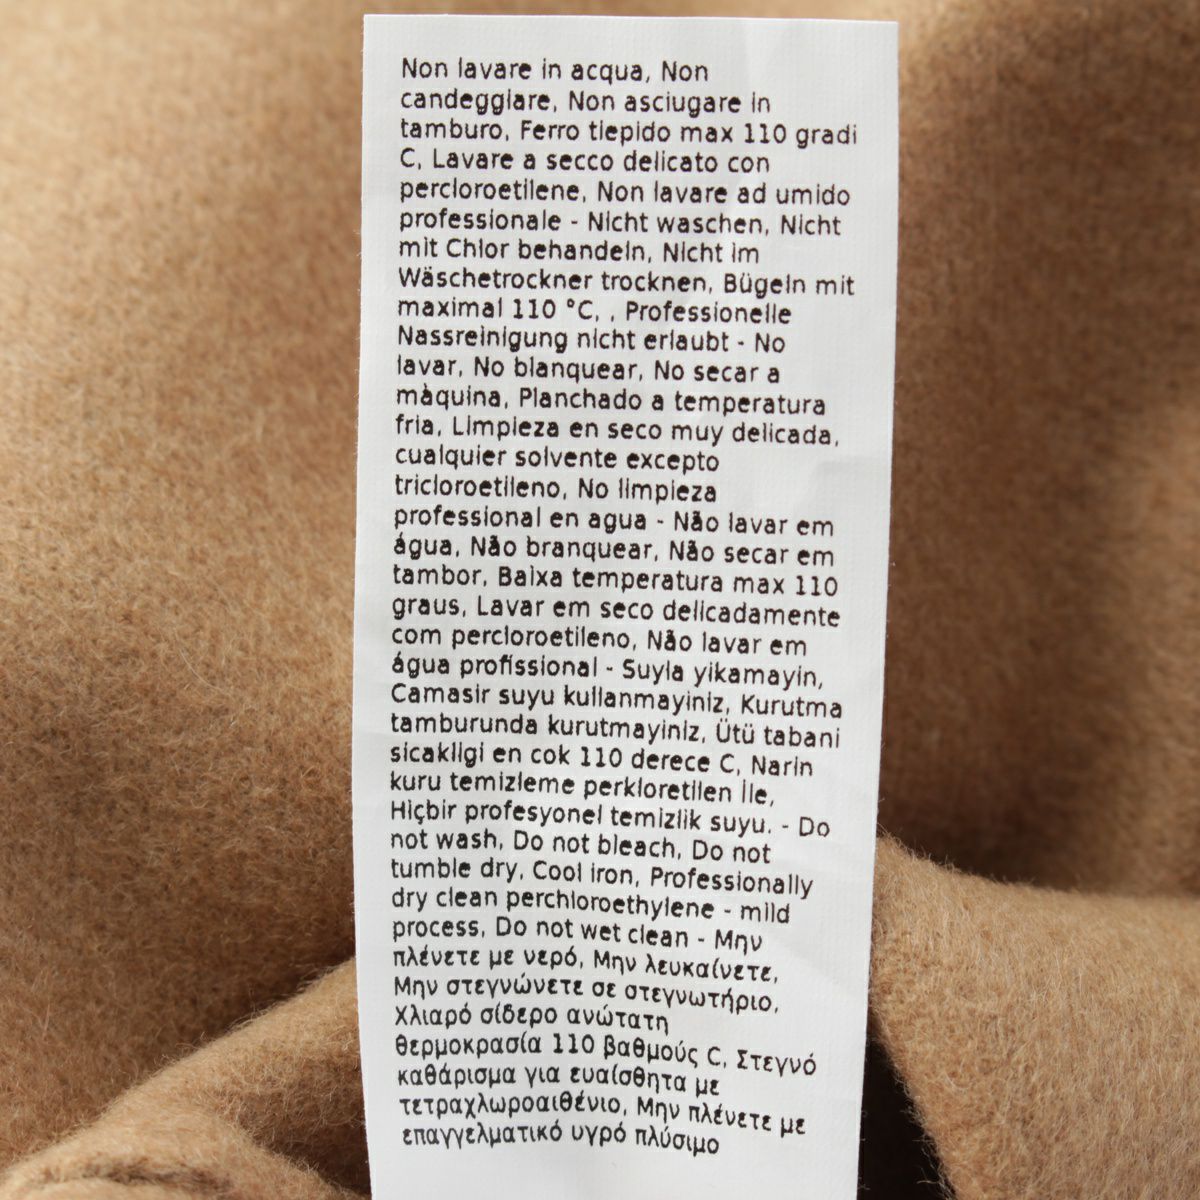 Non lavare in acqua, Non
candeggiare, Non asciugare in
tamburo, Ferro tiepido max 110 gradi
C, Lavare a secco delicato con
percloroetilene, Non lavare ad umido
professionale - Nicht waschen, Nicht
mit Chlor behandeln, Nicht im
Wäschetrockner trocknen, Bügeln mit
maximal 110 °C, , Professionelle
Nassreinigung nicht erlaubt - No
lavar, No blanquear, No secar a
màquina, Planchado a temperatura
fria, Limpieza en seco muy delicada,
cualquier solvente excepto
tricloroetileno, No limpieza
professional en agua - Não lavar em
água, Não branquear, Não secar em
tambor, Baixa temperatura max 110
graus, Lavar em seco delicadamente
com percloroetileno, Não lavar em
água profissional - Suyla yikamayin,
Camasir suyu kullanmayiniz, Kurutma
tamburunda kurutmayiniz, Ütü tabani
sicakligi en cok 110 derece C, Narin
kuru temizleme perkloretilen İle,
Hiçbir profesyonel temizlik suyu. - Do
not wash, Do not bleach, Do not
tumble dry, Cool iron, Professionally
dry clean perchloroethylene - mild
process, Do not wet clean - Μην
πλένετε με νερό, Μην λευκαίνετε,
Μην στεγνώνετε σε στεγνωτήριο,
Χλιαρό σίδερο ανώτατη
θερμοκρασία 110 βαθμούς C, Στεγνό
καθάρισμα για ευαίσθητα με
τετραχλωροαιθένιο, Μην πλένετε με
επαγγελματικό υγρό πλύσιμο